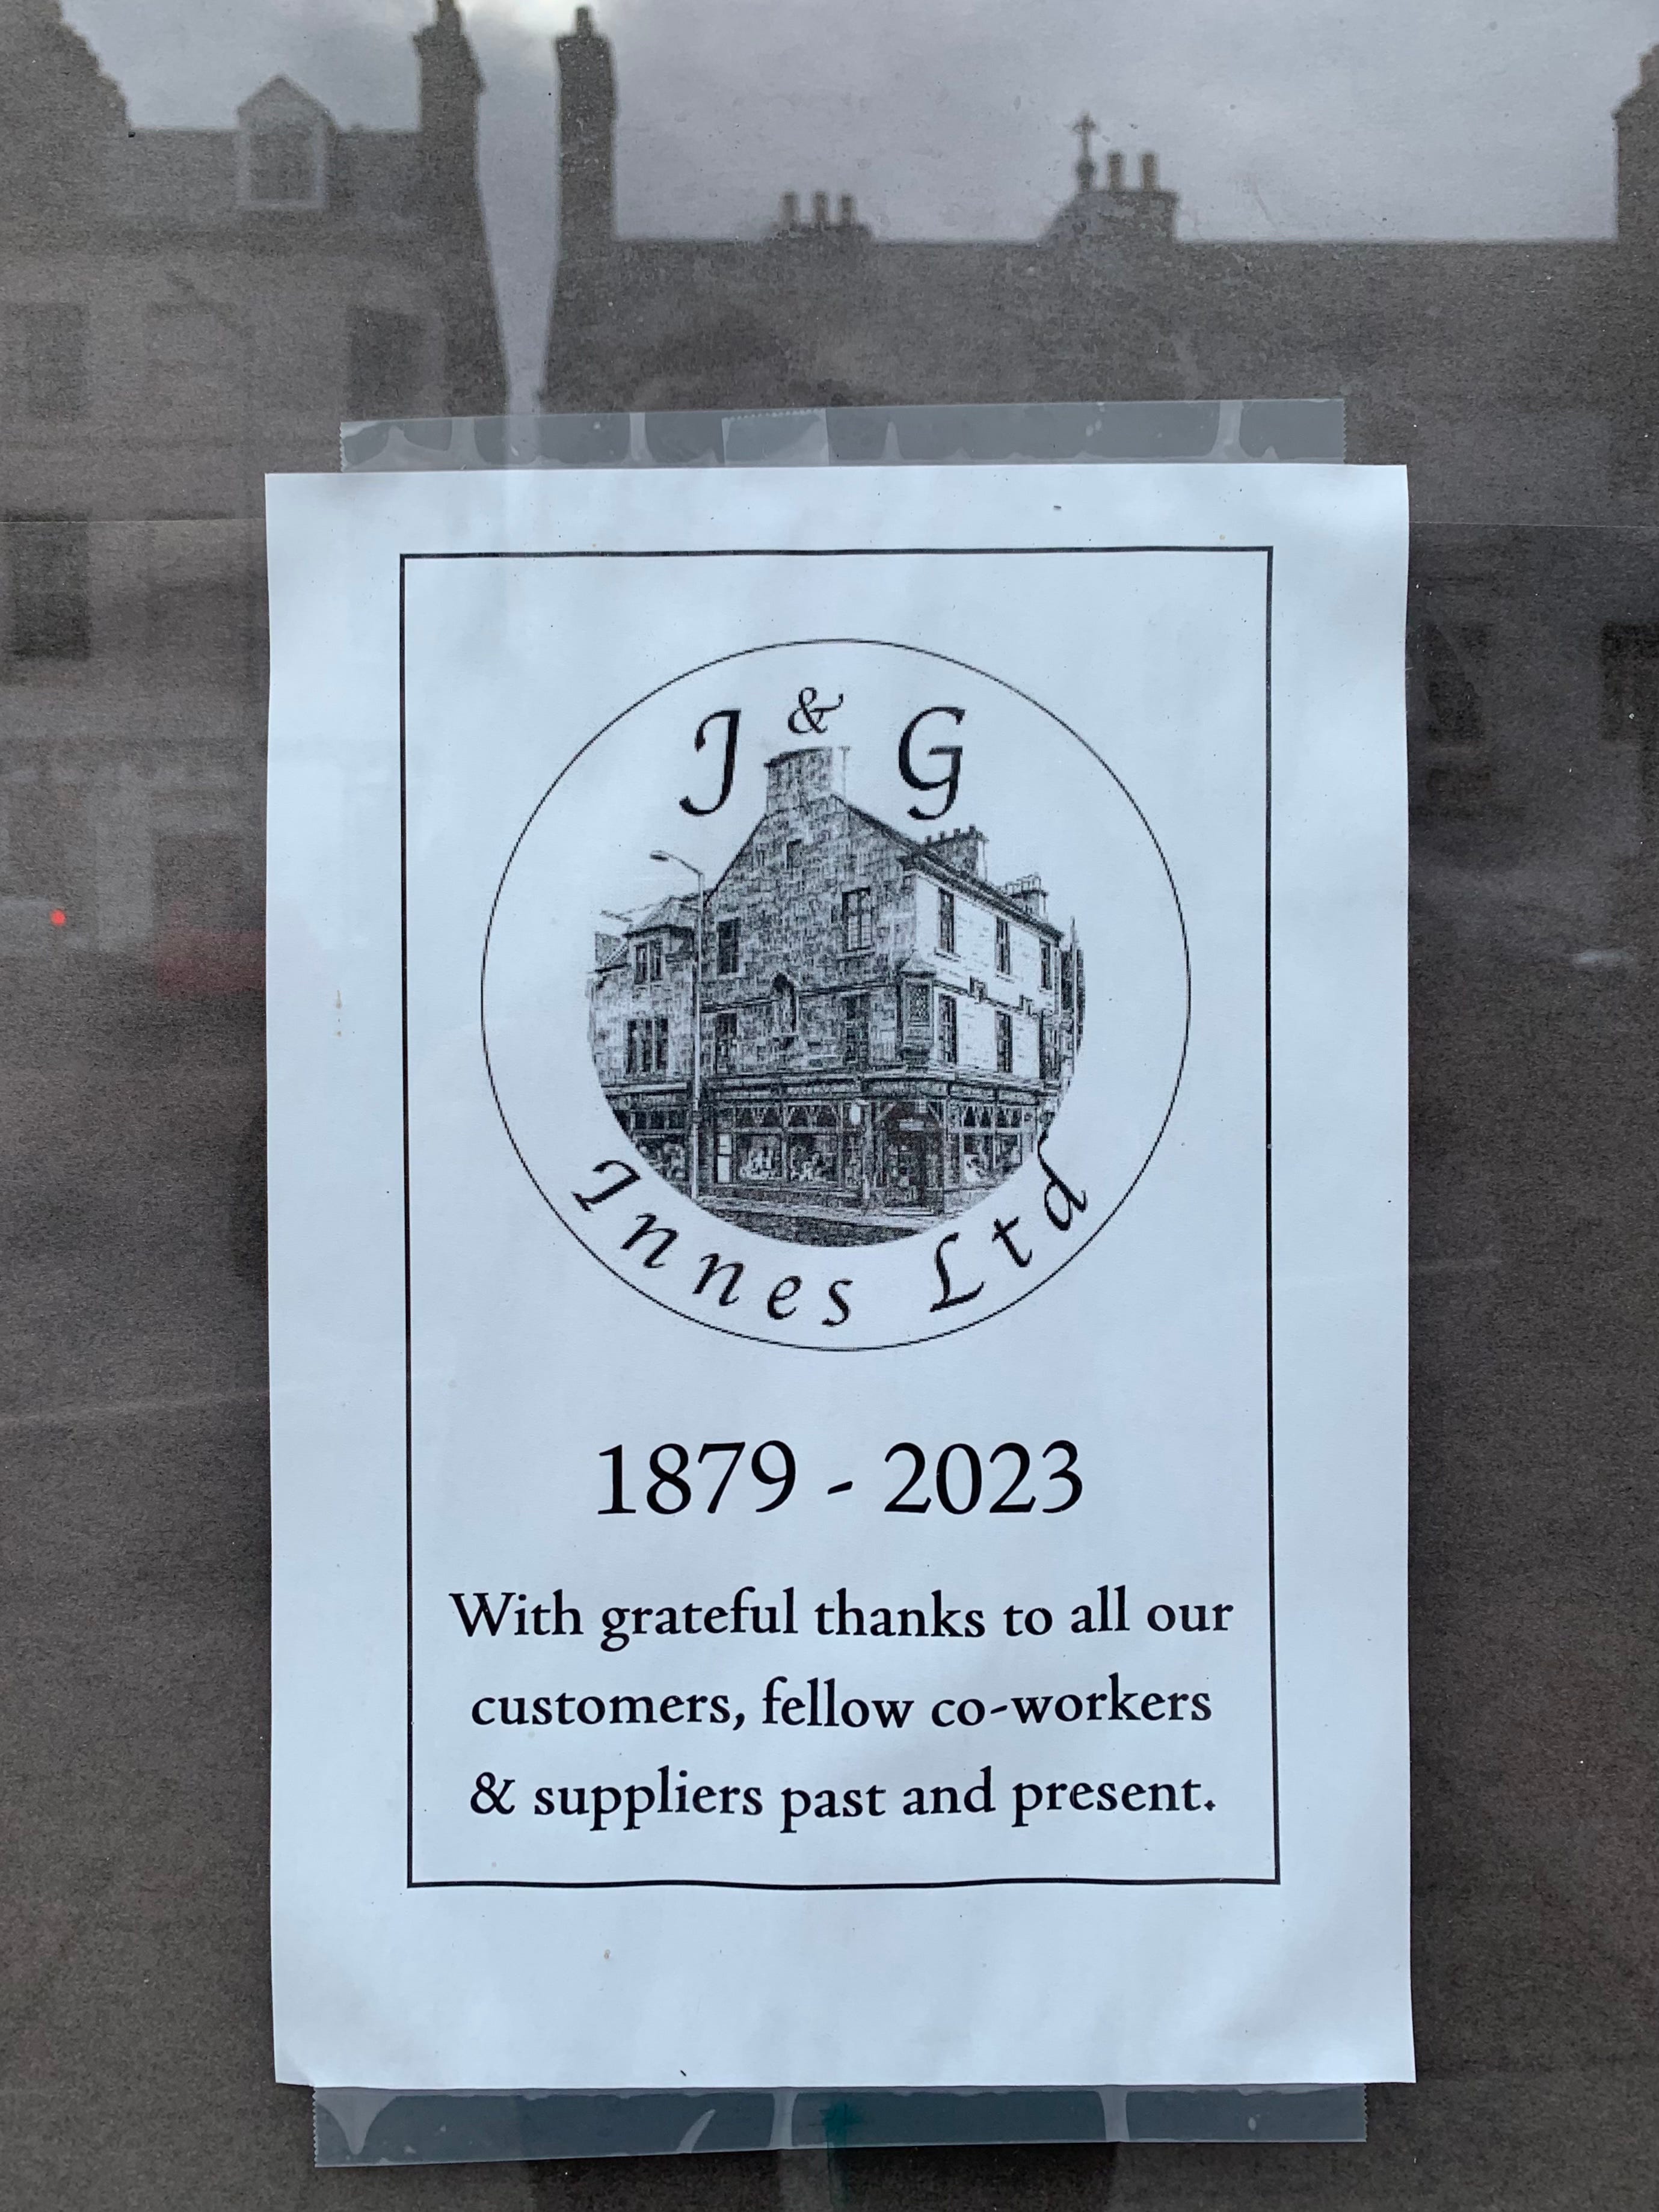 J & G
Innes Ltd
1879 - 2023
With grateful thanks to all our
customers, fellow co-workers
& suppliers past and present.